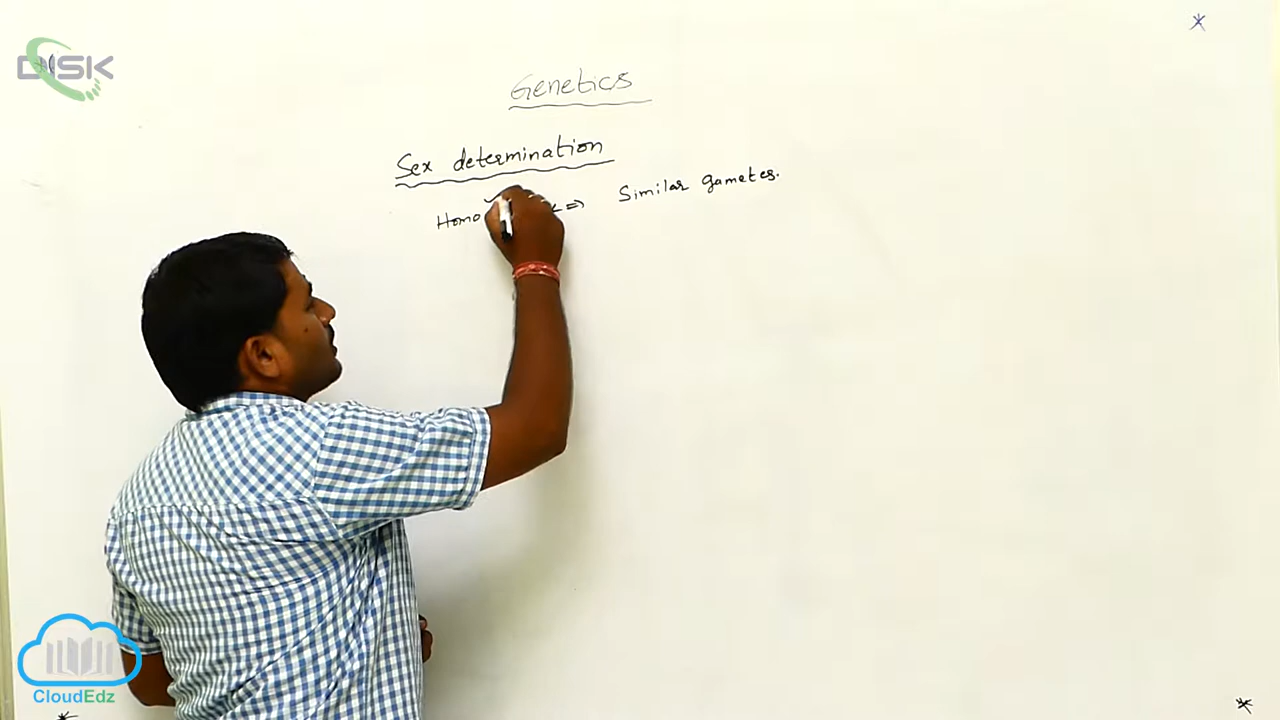 DISK
Genetics
Sex determination
Homo ⇒ Similar gametes.
CloudEdz